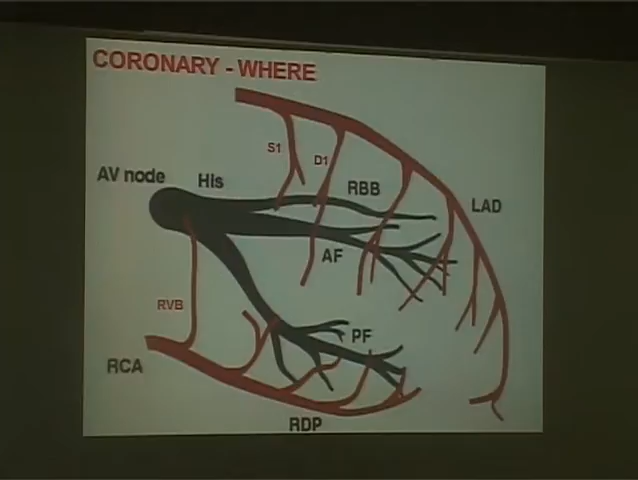 CORONARY - WHERE
S1
D1
AV node
His
RBB
LAD
AF
RVB
PF
RCA
RDP